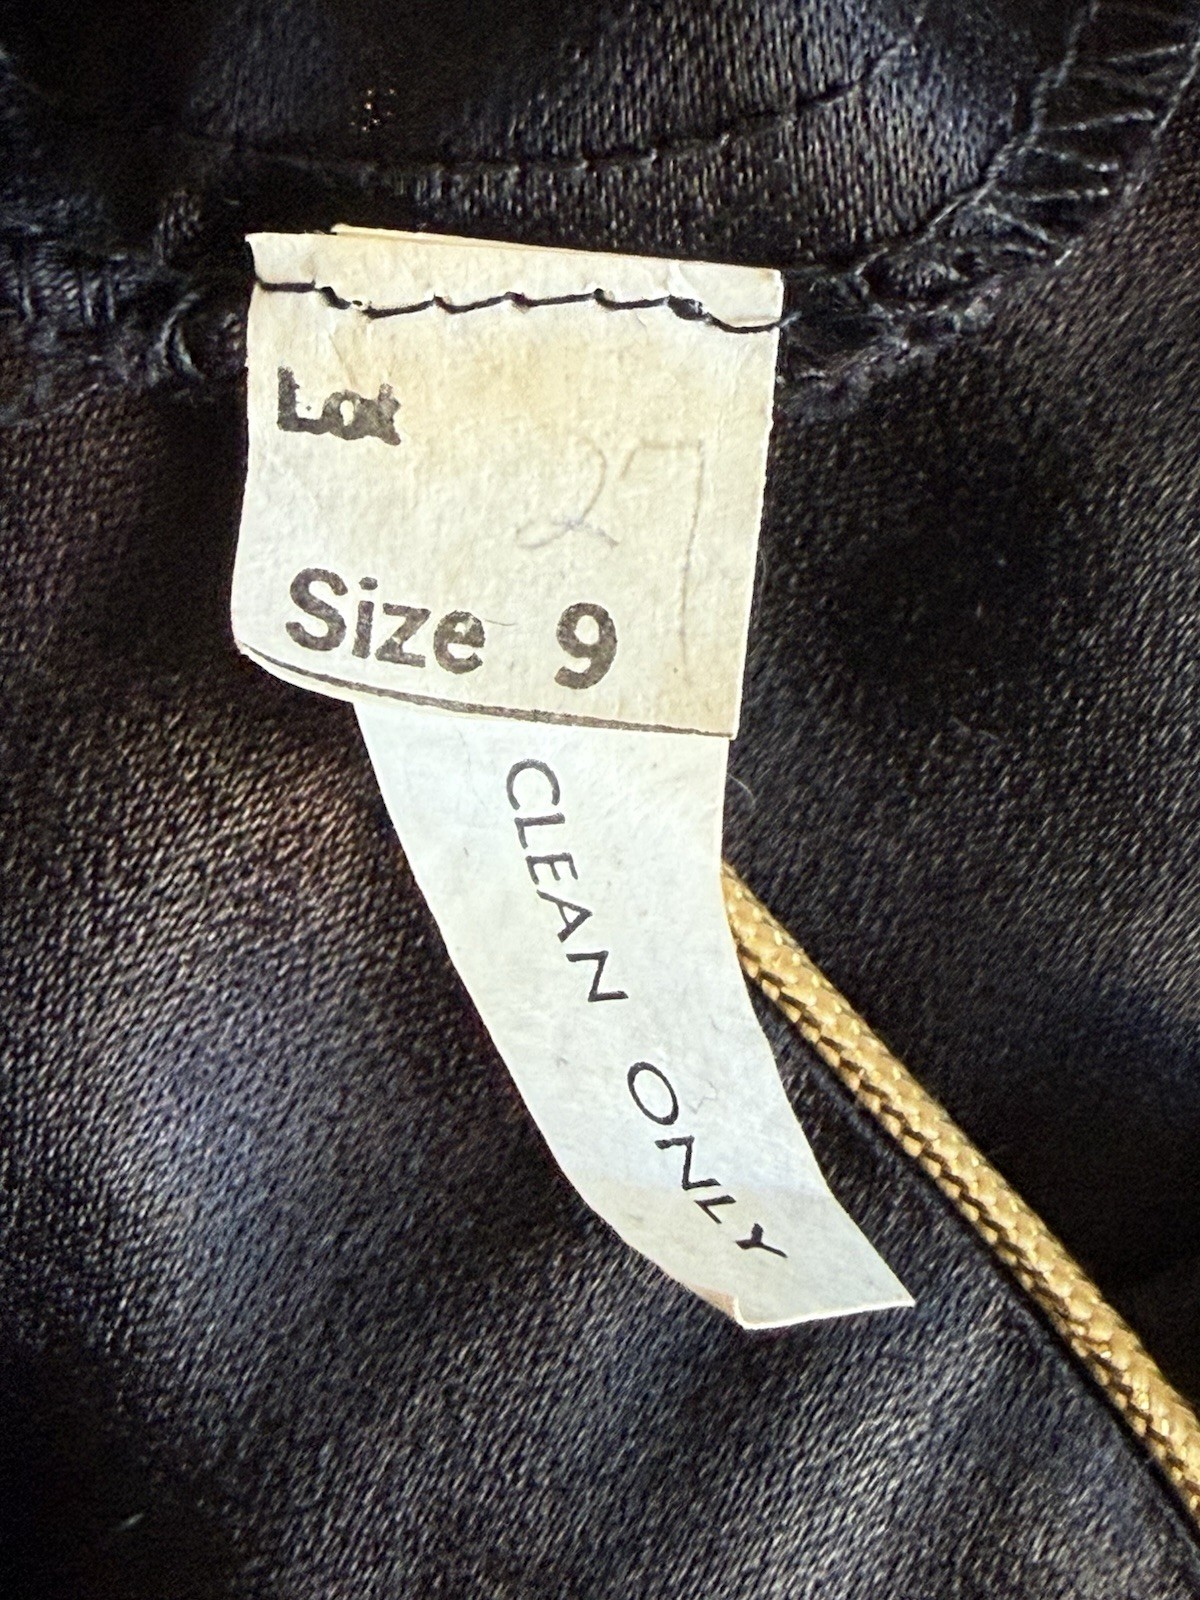 Lot
27
Size 9
CLEAN ONLY